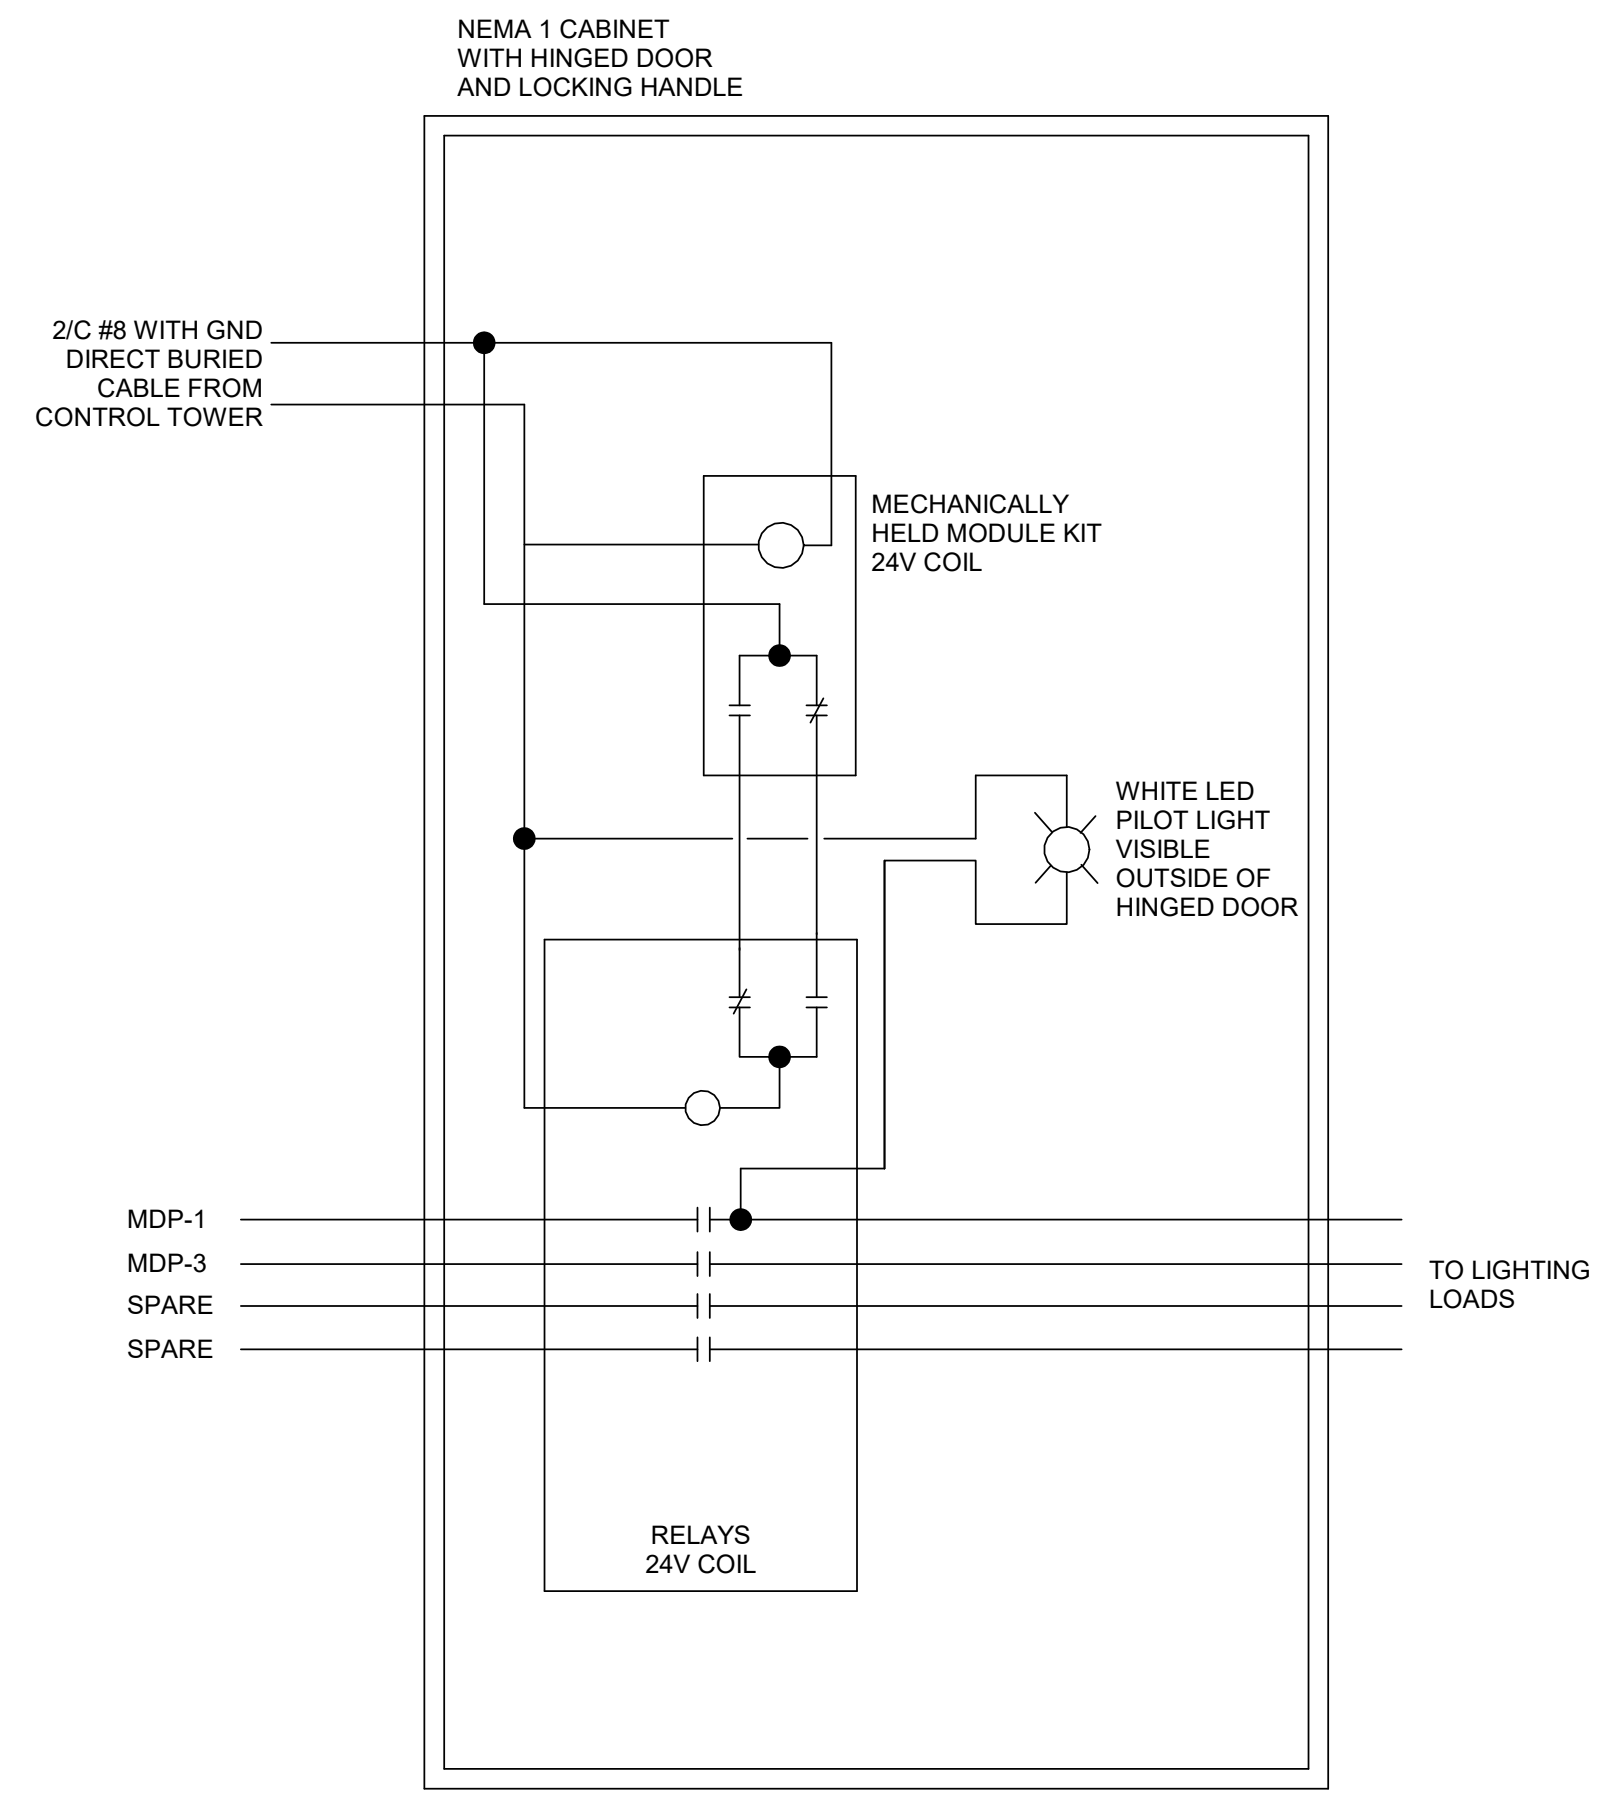 NEMA 1 CABINET
WITH HINGED DOOR
AND LOCKING HANDLE
2/C #8 WITH GND
DIRECT BURIED
CABLE FROM
CONTROL TOWER
MECHANICALLY
HELD MODULE KIT
24V COIL
WHITE LED
PILOT LIGHT
VISIBLE
OUTSIDE OF
HINGED DOOR
MDP-1
MDP-3
SPARE
SPARE
TO LIGHTING
LOADS
RELAYS
24V COIL